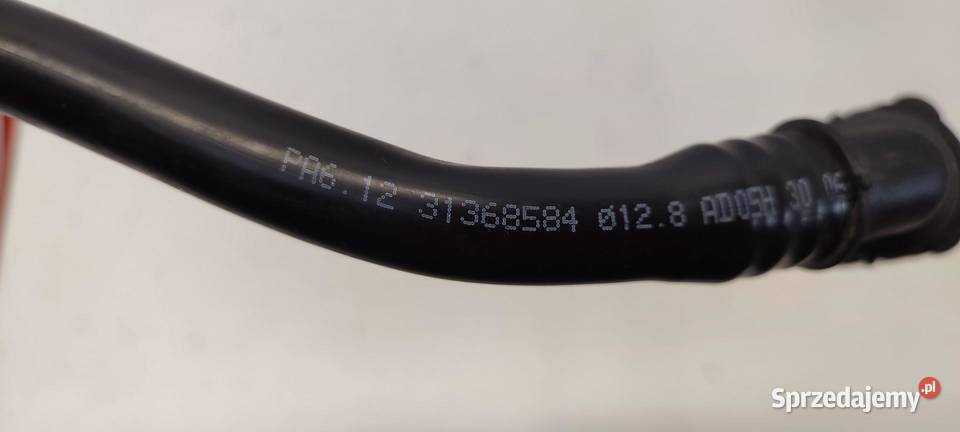 PA6.12 31368584 Ø12.8 AD05H 30 06
Sprzedajemy.pl